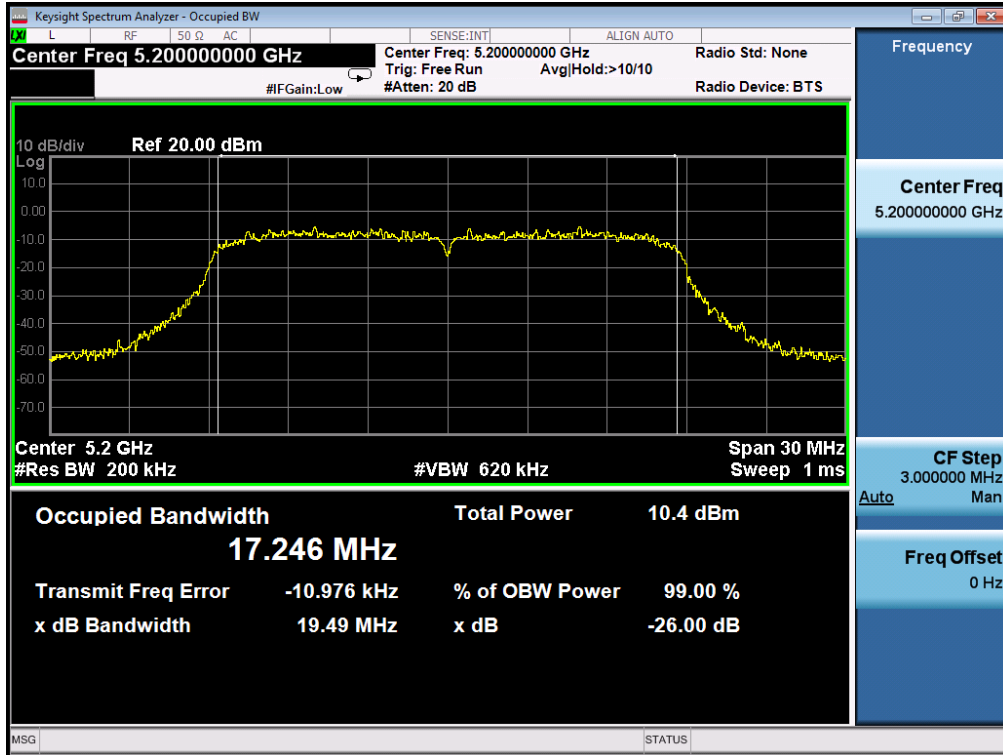 Keysight Spectrum Analyzer - Occupied BW
LXI L RF 50 Ω AC SENSE:INT ALIGN AUTO
Center Freq 5.200000000 GHz
Center Freq: 5.200000000 GHz Radio Std: None
Trig: Free Run Avg|Hold:>10/10
#IFGain:Low #Atten: 20 dB Radio Device: BTS
10 dB/div Ref 20.00 dBm
Log
10.0
0.00
-10.0
-20.0
-30.0
-40.0
-50.0
-60.0
-70.0
Center 5.2 GHz Span 30 MHz
#Res BW 200 kHz #VBW 620 kHz Sweep 1 ms
Occupied Bandwidth Total Power 10.4 dBm
17.246 MHz
Transmit Freq Error -10.976 kHz % of OBW Power 99.00 %
x dB Bandwidth 19.49 MHz x dB -26.00 dB
MSG STATUS
Frequency
Center Freq
5.200000000 GHz
CF Step
3.000000 MHz
Auto Man
Freq Offset
0 Hz